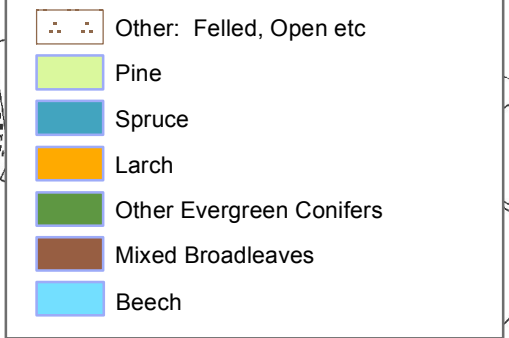 Other:  Felled, Open etc
Pine
Spruce
Larch
Other Evergreen Conifers
Mixed Broadleaves
Beech